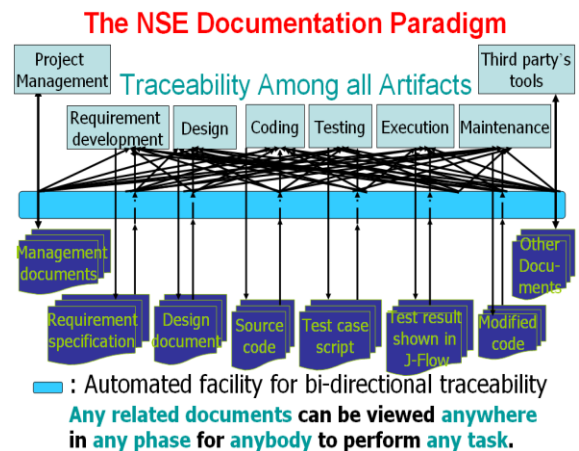 The NSE Documentation Paradigm
Project
Management
Third party`s
tools
Traceability Among all Artifacts
Requirement
development
Design
Coding
Testing
Execution
Maintenance
Management
documents
Other
Docu-
ments
Requirement
specification
Design
document
Source
code
Test case
script
Test result
shown in
J-Flow
Modified
code
: Automated facility for bi-directional traceability
Any related documents can be viewed anywhere
in any phase for anybody to perform any task.